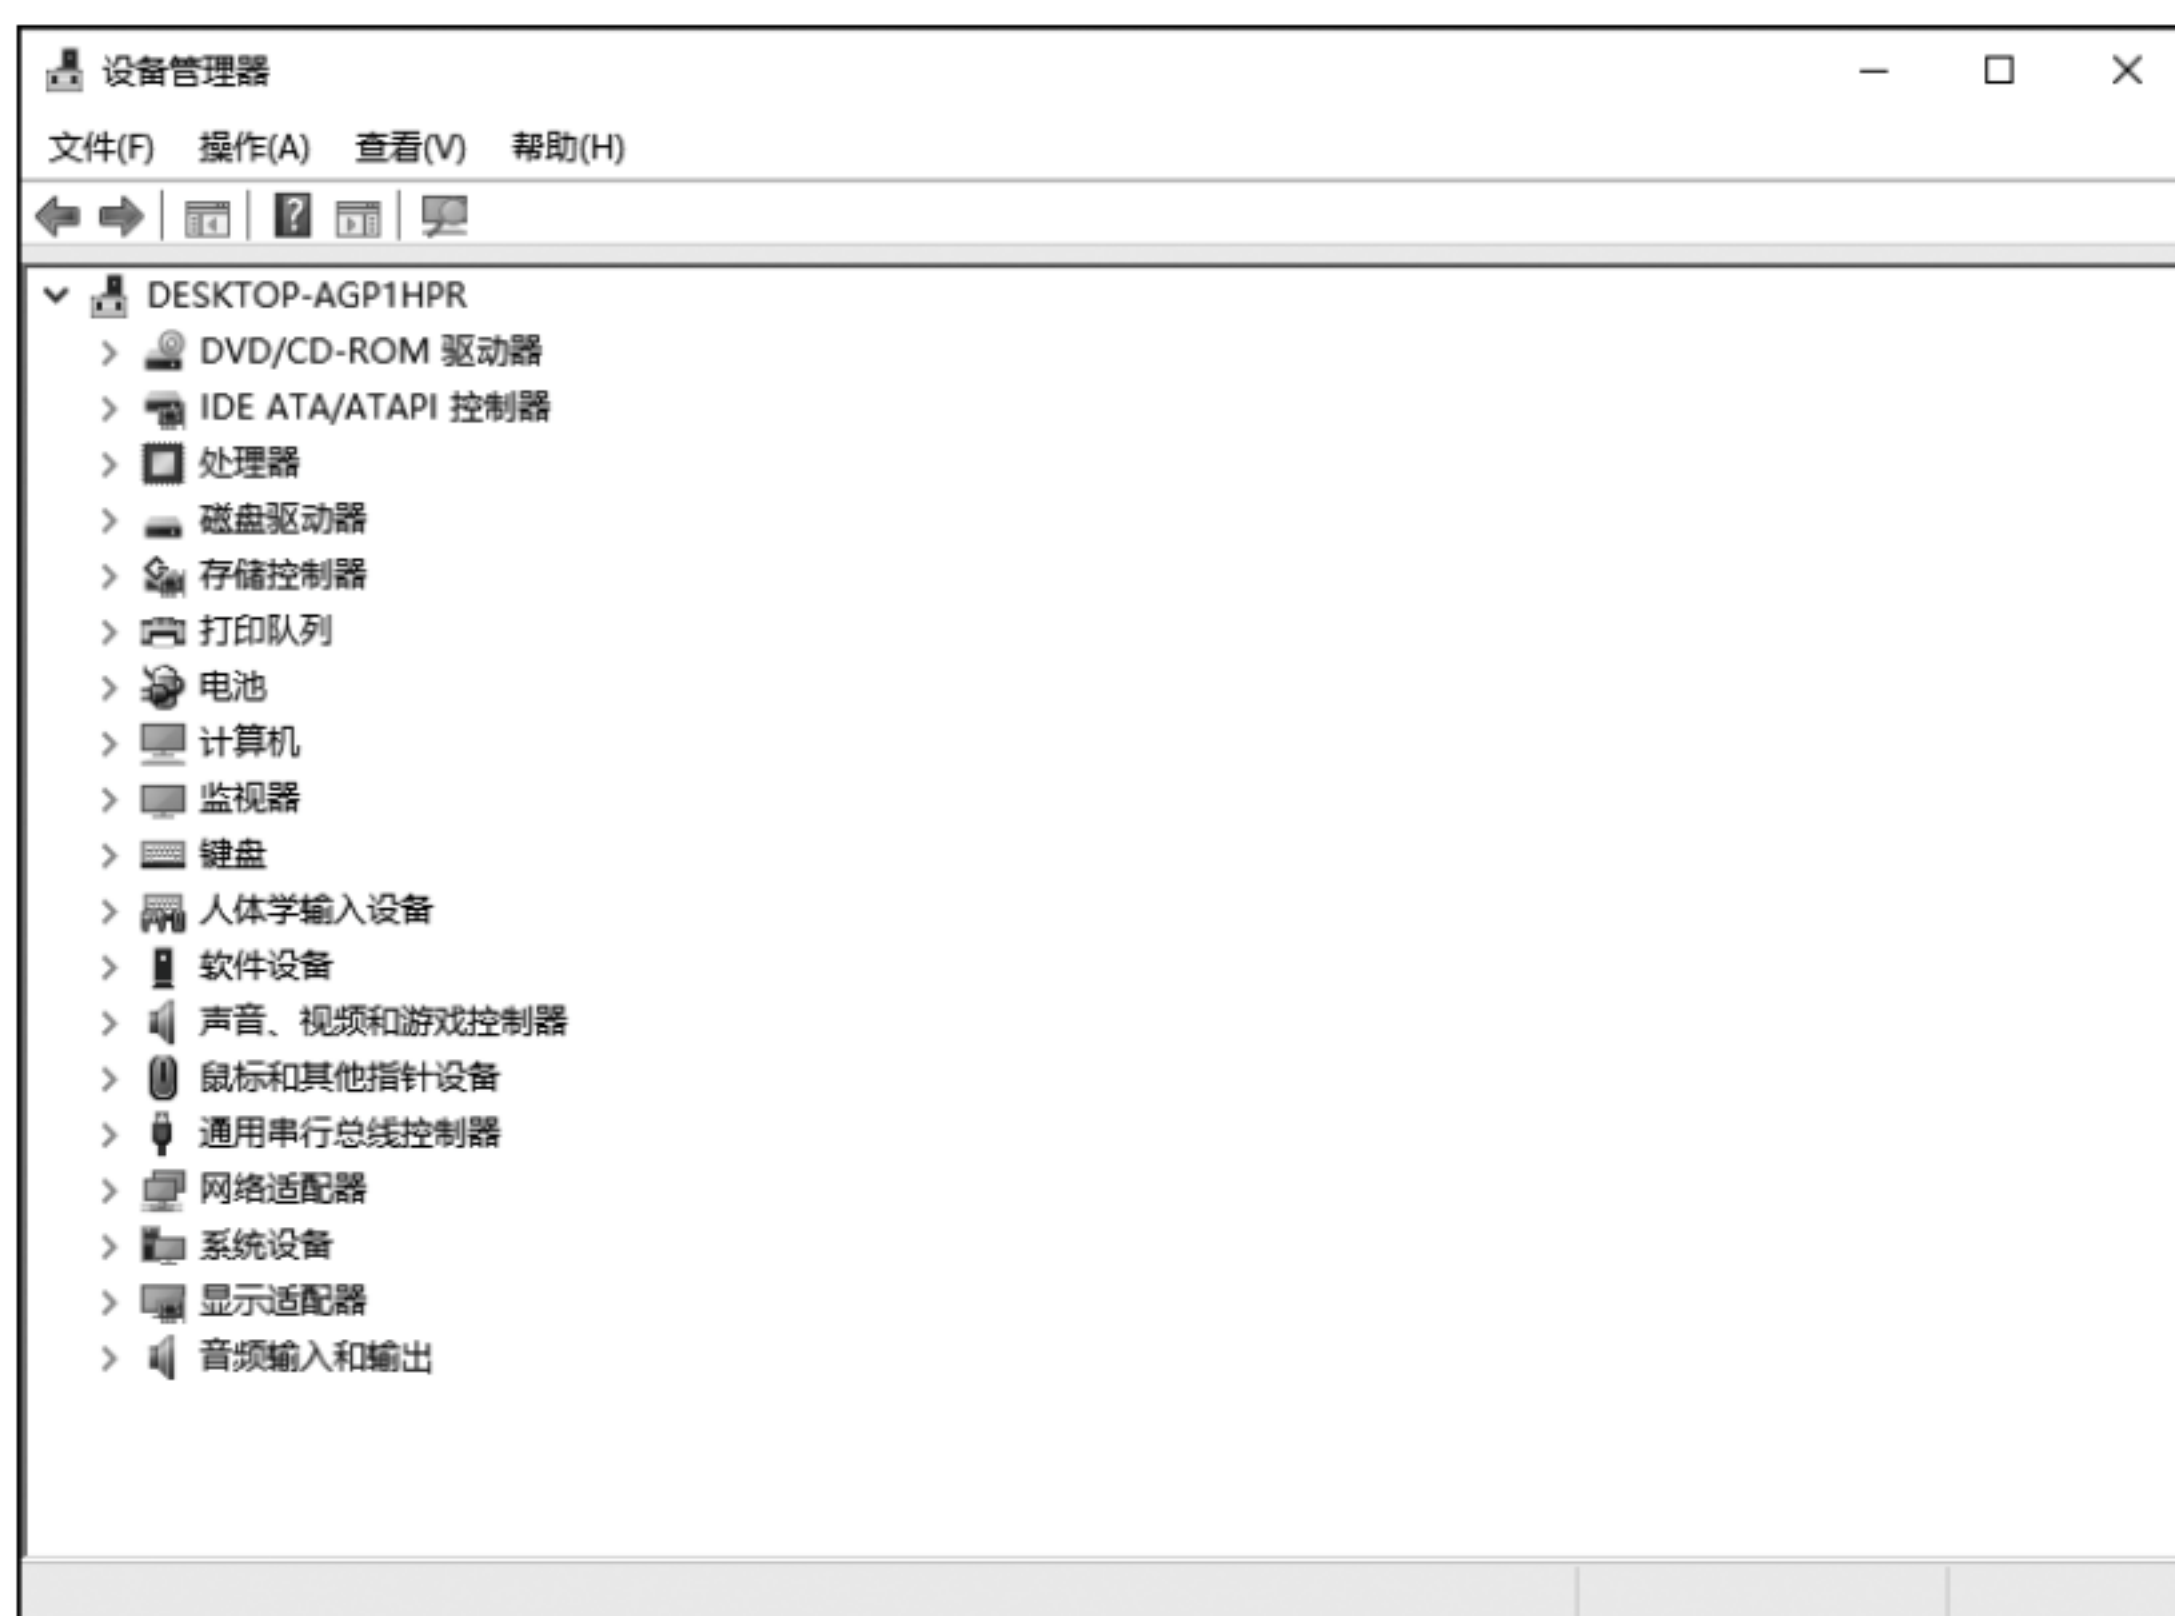 设备管理器
文件(F) 操作(A) 查看(V) 帮助(H)
DESKTOP-AGP1HPR
DVD/CD-ROM 驱动器
IDE ATA/ATAPI 控制器
处理器
磁盘驱动器
存储控制器
打印队列
电池
计算机
监视器
键盘
人体学输入设备
软件设备
声音、视频和游戏控制器
鼠标和其他指针设备
通用串行总线控制器
网络适配器
系统设备
显示适配器
音频输入和输出